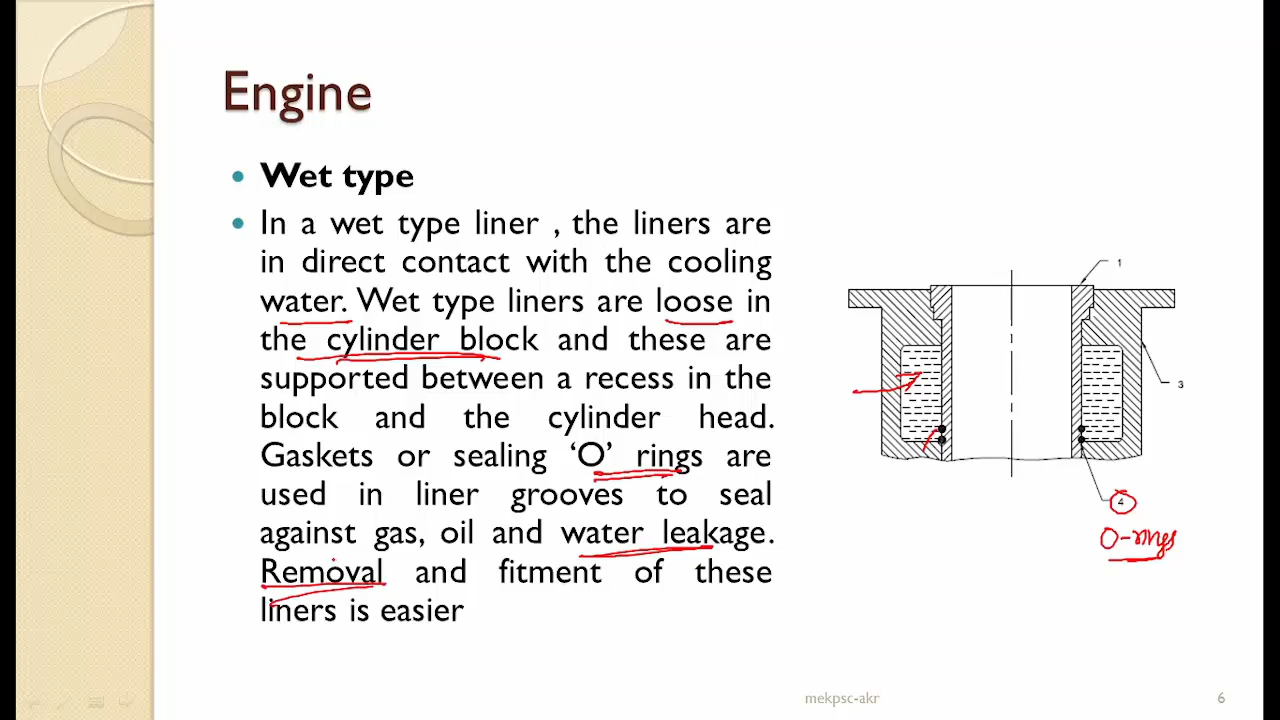 Engine
Wet type
In a wet type liner , the liners are
in direct contact with the cooling
water. Wet type liners are loose in
the cylinder block and these are
supported between a recess in the
block and the cylinder head.
Gaskets or sealing ‘O’ rings are
used in liner grooves to seal
against gas, oil and water leakage.
Removal and fitment of these
liners is easier
1
3
4
O-rings
mekpsc-akr
6